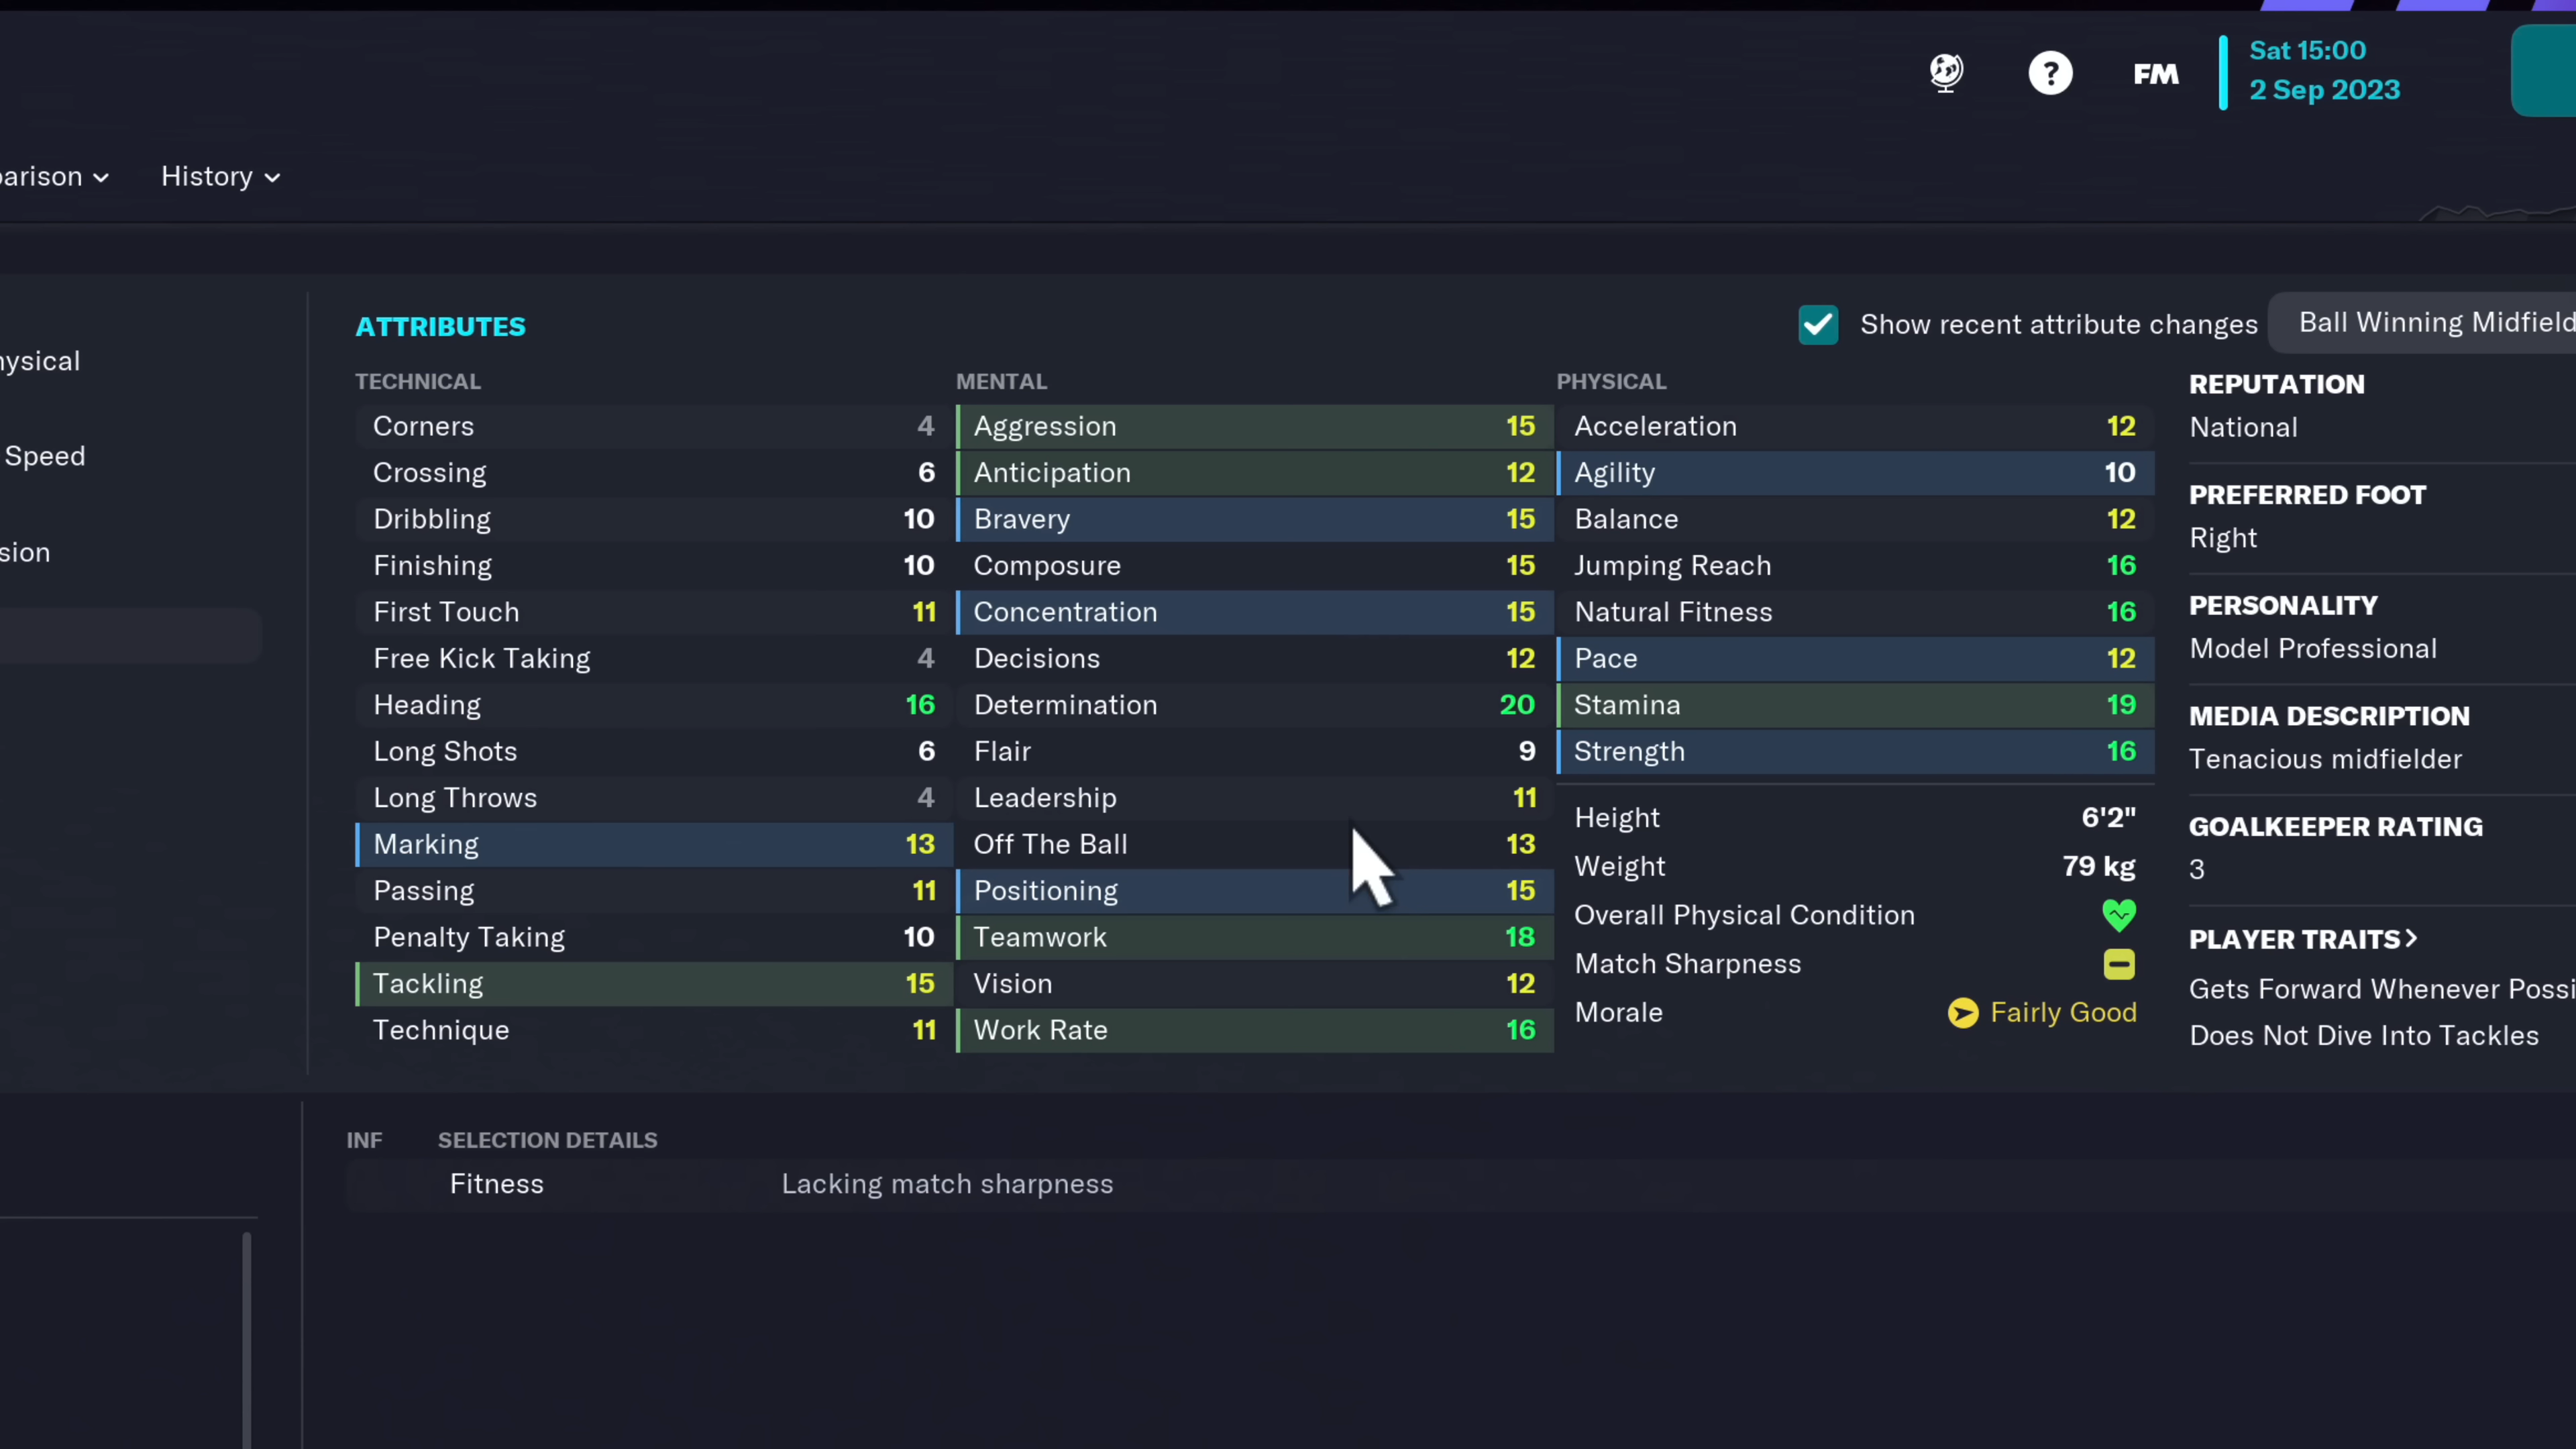 Sat 15:00
FM
2 Sep 2023
parison
History
ATTRIBUTES
Show recent attribute changes
Ball Winning Midfield
hysical
Speed
sion
TECHNICAL
Corners 4
Crossing 6
Dribbling 10
Finishing 10
First Touch 11
Free Kick Taking 4
Heading 16
Long Shots 6
Long Throws 4
Marking 13
Passing 11
Penalty Taking 10
Tackling 15
Technique 11
MENTAL
Aggression 15
Anticipation 12
Bravery 15
Composure 15
Concentration 15
Decisions 12
Determination 20
Flair 9
Leadership 11
Off The Ball 13
Positioning 15
Teamwork 18
Vision 12
Work Rate 16
PHYSICAL
Acceleration 12
Agility 10
Balance 12
Jumping Reach 16
Natural Fitness 16
Pace 12
Stamina 19
Strength 16
Height 6'2"
Weight 79 kg
Overall Physical Condition
Match Sharpness
Morale Fairly Good
REPUTATION
National
PREFERRED FOOT
Right
PERSONALITY
Model Professional
MEDIA DESCRIPTION
Tenacious midfielder
GOALKEEPER RATING
3
PLAYER TRAITS
Gets Forward Whenever Possi
Does Not Dive Into Tackles
INF SELECTION DETAILS
Fitness Lacking match sharpness